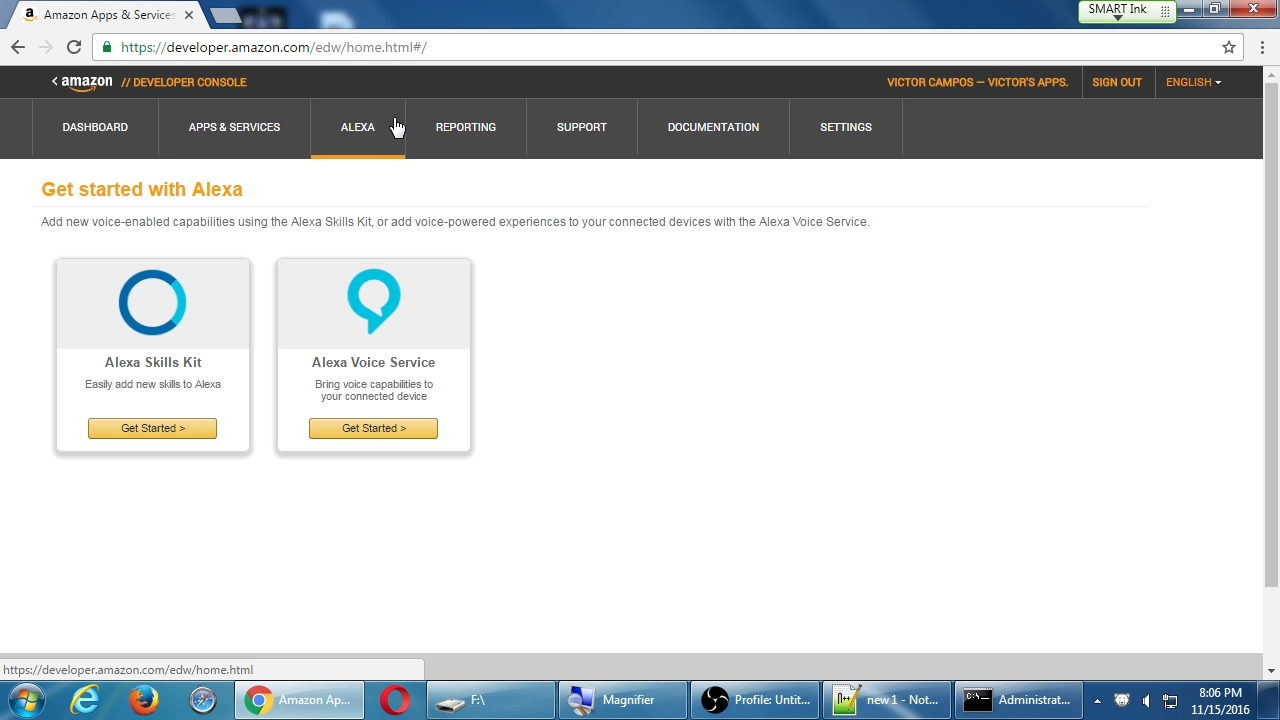 Amazon Apps & Services
SMART Ink
https://developer.amazon.com/edw/home.html#/
< amazon // DEVELOPER CONSOLE
VICTOR CAMPOS — VICTOR'S APPS.
SIGN OUT
ENGLISH
DASHBOARD
APPS & SERVICES
ALEXA
REPORTING
SUPPORT
DOCUMENTATION
SETTINGS
Get started with Alexa
Add new voice-enabled capabilities using the Alexa Skills Kit, or add voice-powered experiences to your connected devices with the Alexa Voice Service.
Alexa Skills Kit
Easily add new skills to Alexa
Get Started >
Alexa Voice Service
Bring voice capabilities to
your connected device
Get Started >
https://developer.amazon.com/edw/home.html
Amazon Ap...
F:\
Magnifier
Profile: Untit...
new 1 - Not...
Administrat...
8:06 PM
11/15/2016